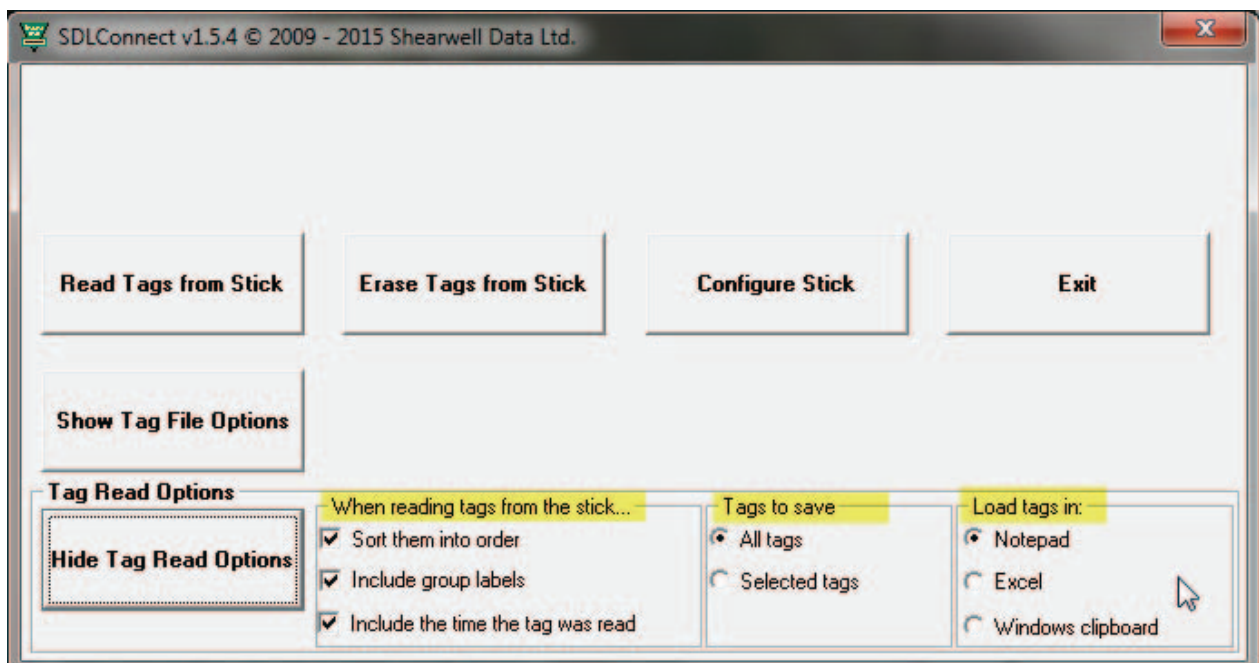 SDLConnect v1.5.4 © 2009 - 2015 Shearwell Data Ltd.
Read Tags from Stick
Erase Tags from Stick
Configure Stick
Exit
Show Tag File Options
Tag Read Options
Hide Tag Read Options
When reading tags from the stick...
Sort them into order
Include group labels
Include the time the tag was read
Tags to save
All tags
Selected tags
Load tags in:
Notepad
Excel
Windows clipboard